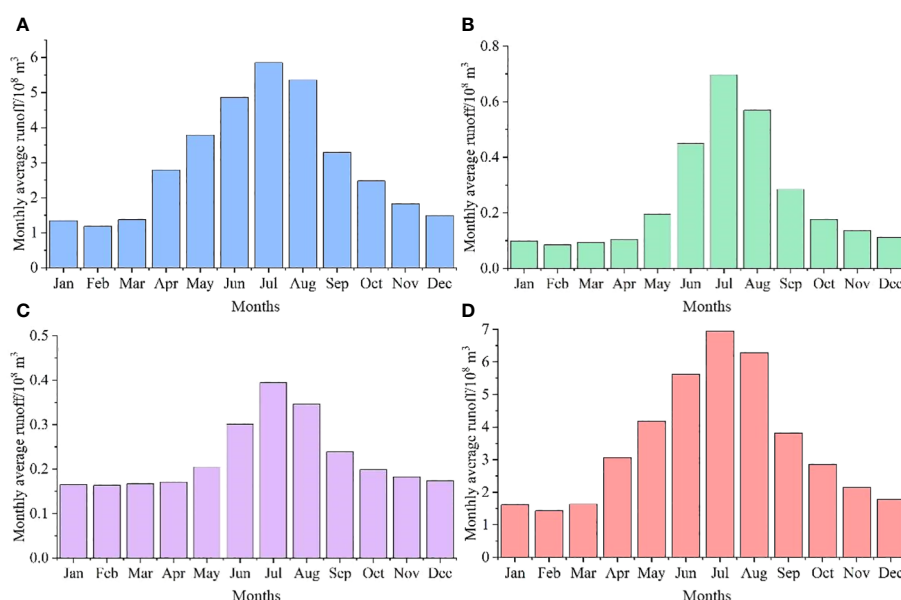 A
Monthly average runoff/10⁸ m³
6
5
4
3
2
1
0
Jan Feb Mar Apr May Jun Jul Aug Sep Oct Nov Dec
Months
B
Monthly average runoff/10⁸ m³
0.8
0.6
0.4
0.2
0.0
Jan Feb Mar Apr May Jun Jul Aug Sep Oct Nov Dec
Months
C
Monthly average runoff/10⁸ m³
0.5
0.4
0.3
0.2
0.1
0.0
Jan Feb Mar Apr May Jun Jul Aug Sep Oct Nov Dec
Months
D
Monthly average runoff/10⁸ m³
7
6
5
4
3
2
1
0
Jan Feb Mar Apr May Jun Jul Aug Sep Oct Nov Dec
Months